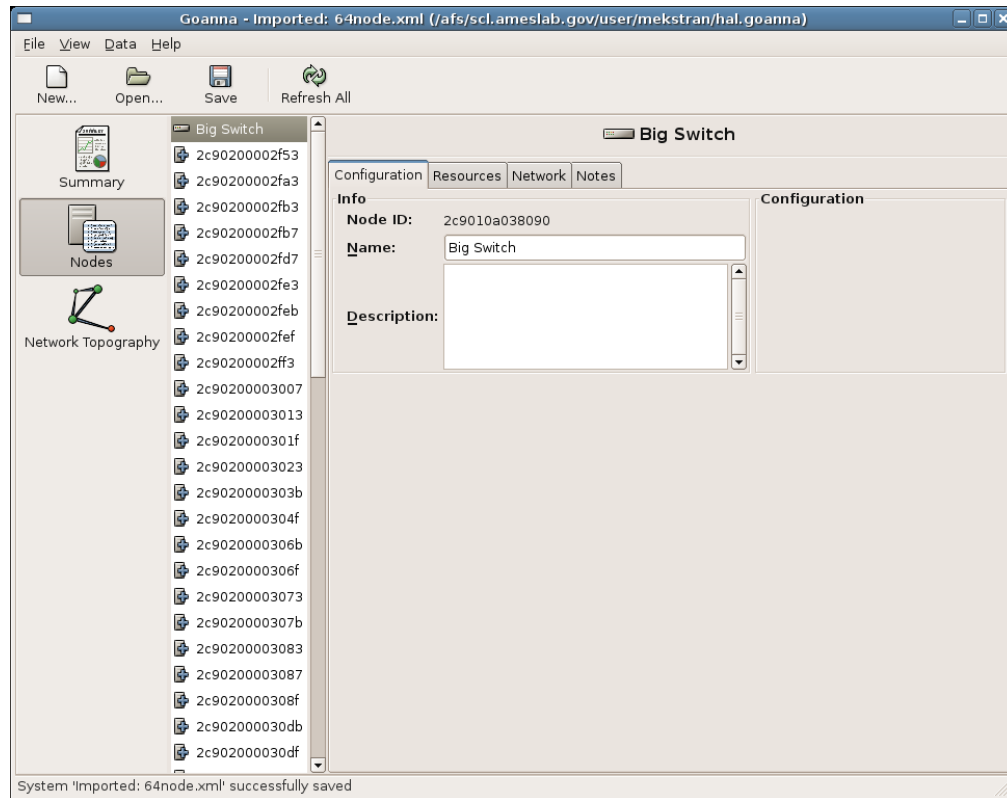 Goanna - Imported: 64node.xml (/afs/scl.ameslab.gov/user/mekstran/hal.goanna)
File View Data Help
New... Open... Save Refresh All
Summary
Nodes
Network Topography
Big Switch
2c90200002f53
2c90200002fa3
2c90200002fb3
2c90200002fb7
2c90200002fd7
2c90200002fe3
2c90200002feb
2c90200002fef
2c90200002ff3
2c90200003007
2c90200003013
2c9020000301f
2c90200003023
2c9020000303b
2c9020000304f
2c9020000306b
2c9020000306f
2c90200003073
2c9020000307b
2c90200003083
2c90200003087
2c9020000308f
2c902000030db
2c902000030df
Big Switch
Configuration Resources Network Notes
Info
Node ID: 2c9010a038090
Name: Big Switch
Description:
Configuration
System 'Imported: 64node.xml' successfully saved